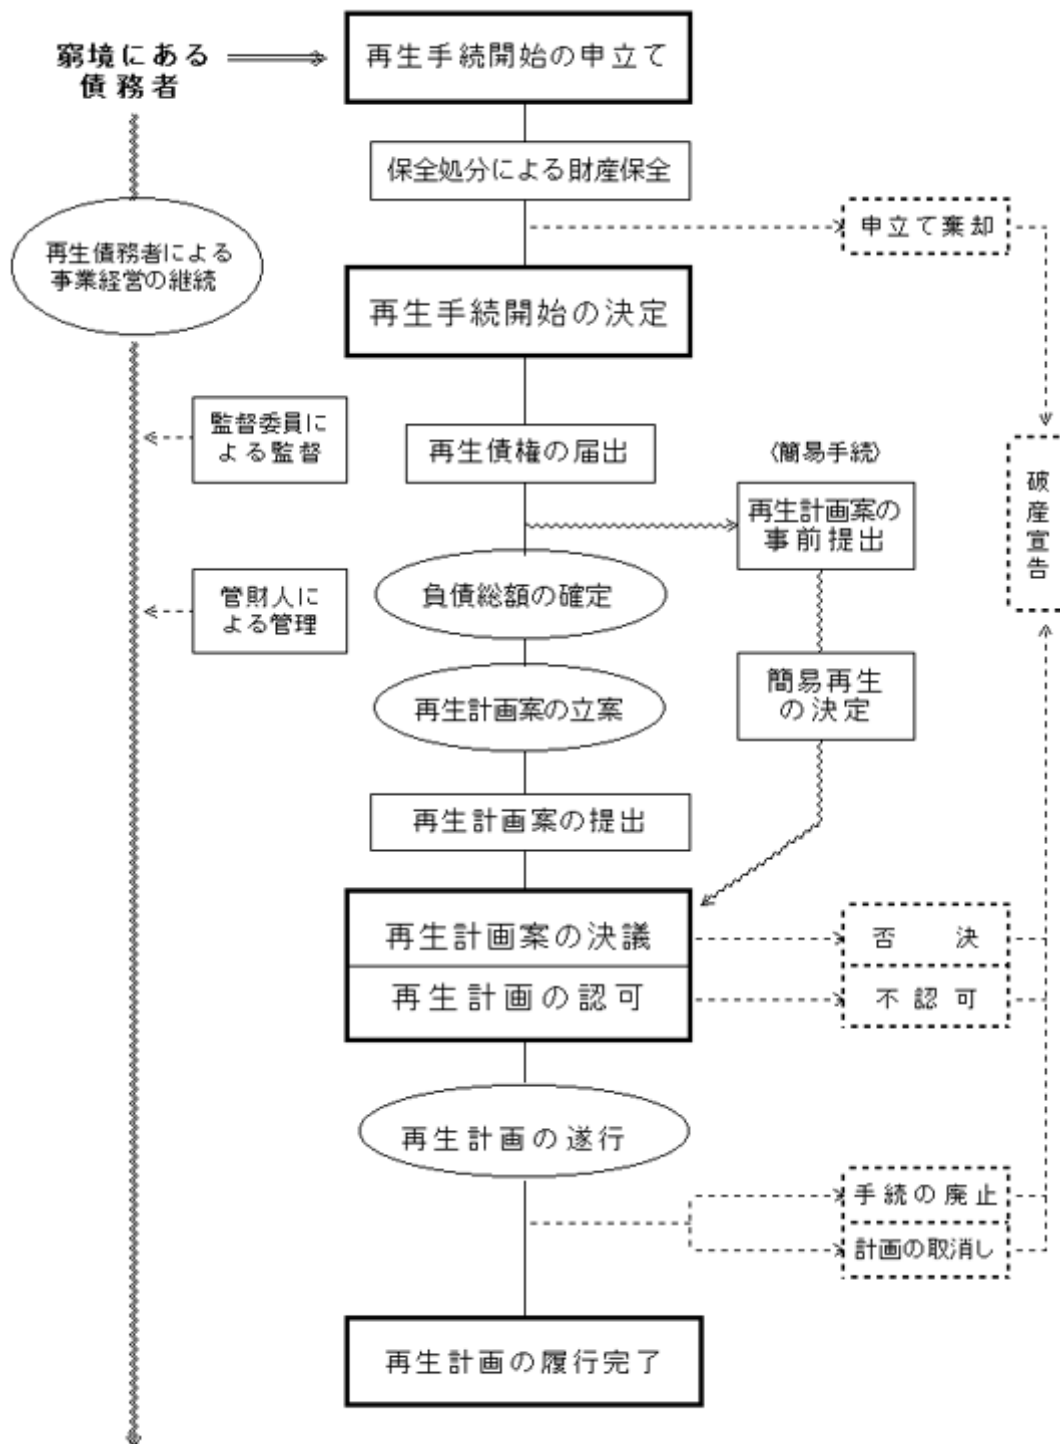 窮境にある
債務者
再生手続開始の申立て
保全処分による財産保全
申立て棄却
再生債務者による
事業経営の継続
再生手続開始の決定
監督委員に
よる監督
再生債権の届出
〈簡易手続〉
再生計画案の
事前提出
破産宣告
管財人に
よる管理
負債総額の確定
簡易再生
の決定
再生計画案の立案
再生計画案の提出
再生計画案の決議
否決
再生計画の認可
不認可
再生計画の遂行
手続の廃止
計画の取消し
再生計画の履行完了